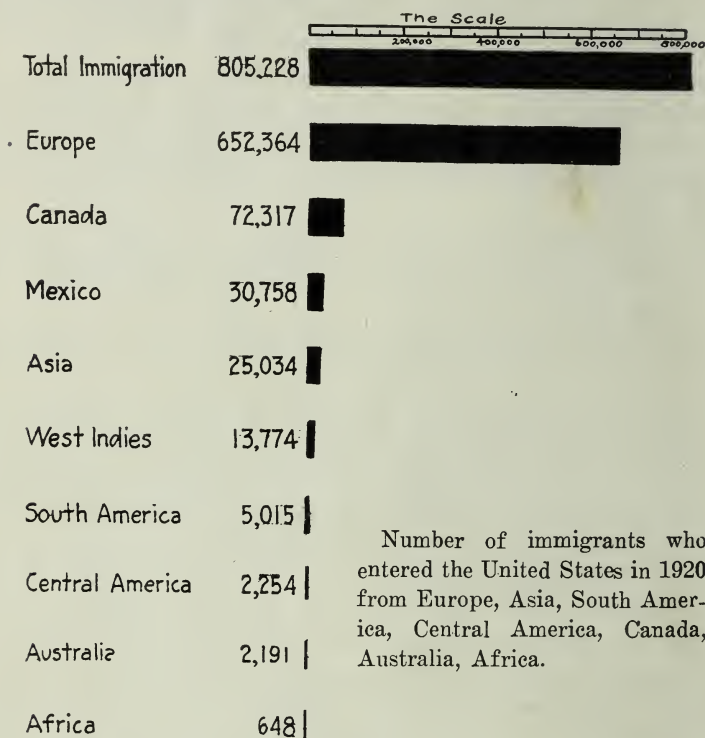 The Scale
200,000 400,000 600,000 800,000
Total Immigration 805,228
Europe 652,364
Canada 72,317
Mexico 30,758
Asia 25,034
West Indies 13,774
South America 5,015
Central America 2,254
Australia 2,191
Africa 648
Number of immigrants who
entered the United States in 1920
from Europe, Asia, South Amer-
ica, Central America, Canada,
Australia, Africa.